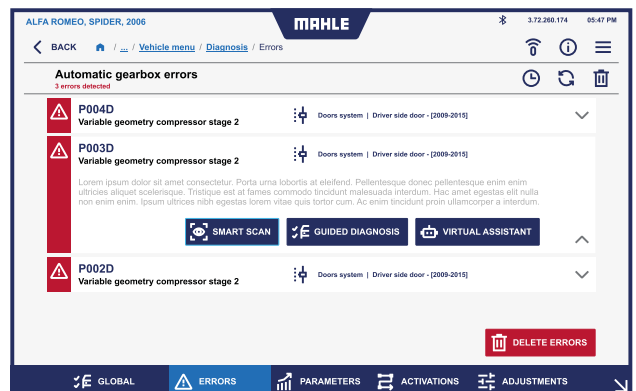 ALFA ROMEO, SPIDER, 2006
MAHLE
3.72.260.174
05:47 PM
BACK / ... / Vehicle menu / Diagnosis / Errors
Automatic gearbox errors
3 errors detected
P004D
Variable geometry compressor stage 2
Doors system | Driver side door - [2009-2015]
P003D
Variable geometry compressor stage 2
Doors system | Driver side door - [2009-2015]
Lorem ipsum dolor sit amet consectetur. Porta urna lobortis at eleifend. Pellentesque donec pellentesque enim enim
ultricies aliquet scelerisque. Tristique est at fames commodo tincidunt malesuada interdum. Hac amet egestas elit nulla
non enim enim. Ipsum ultrices nibh egestas lorem vitae quis tortor cum. Ac enim tincidunt proin ullamcorper a interdum.
SMART SCAN
GUIDED DIAGNOSIS
VIRTUAL ASSISTANT
P002D
Variable geometry compressor stage 2
Doors system | Driver side door - [2009-2015]
DELETE ERRORS
GLOBAL
ERRORS
PARAMETERS
ACTIVATIONS
ADJUSTMENTS